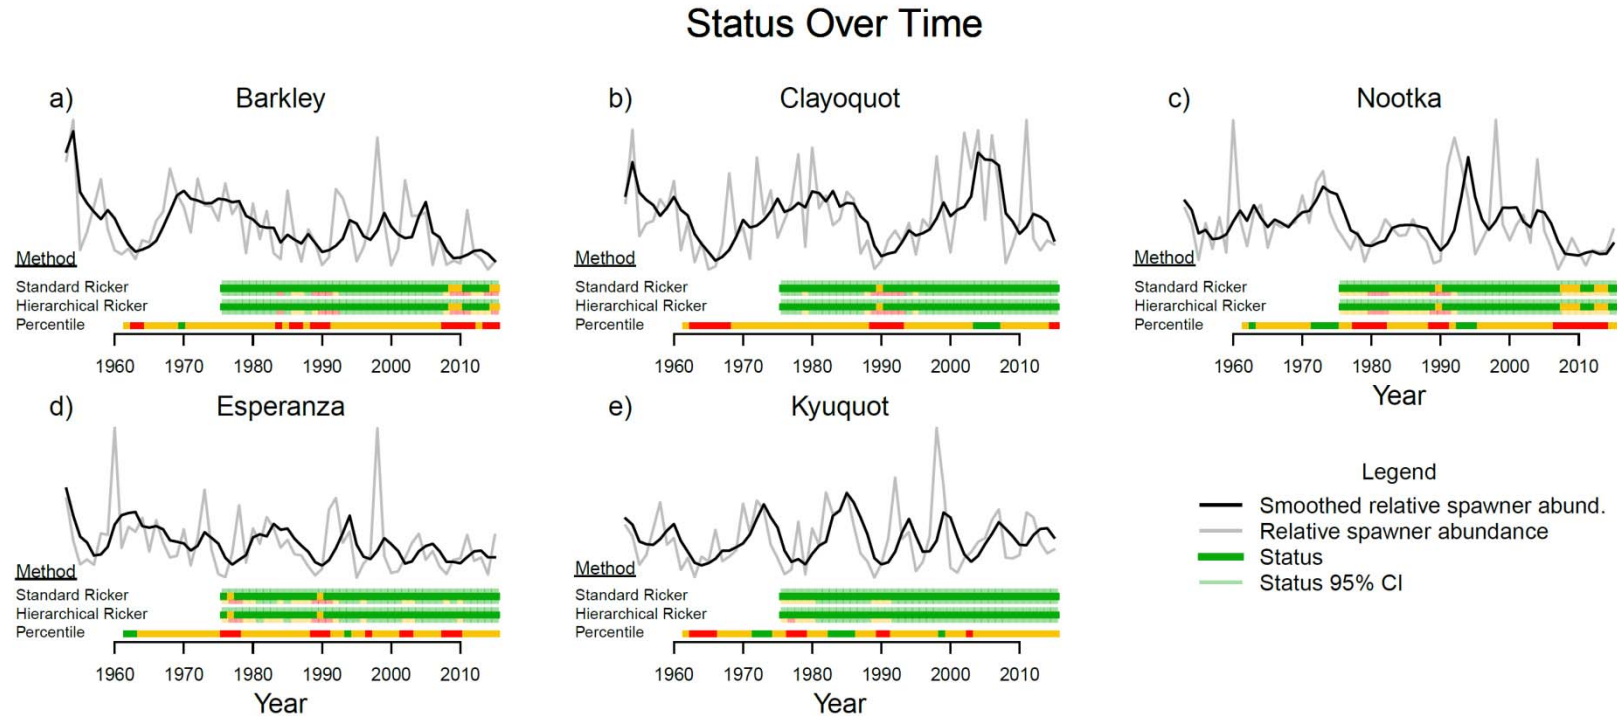 Status Over Time
a) Barkley
Method
Standard Ricker
Hierarchical Ricker
Percentile
1960 1970 1980 1990 2000 2010
b) Clayoquot
Method
Standard Ricker
Hierarchical Ricker
Percentile
1960 1970 1980 1990 2000 2010
c) Nootka
Method
Standard Ricker
Hierarchical Ricker
Percentile
1960 1970 1980 1990 2000 2010
Year
d) Esperanza
Method
Standard Ricker
Hierarchical Ricker
Percentile
1960 1970 1980 1990 2000 2010
Year
e) Kyuquot
Method
Standard Ricker
Hierarchical Ricker
Percentile
1960 1970 1980 1990 2000 2010
Year
Legend
Smoothed relative spawner abund.
Relative spawner abundance
Status
Status 95% CI